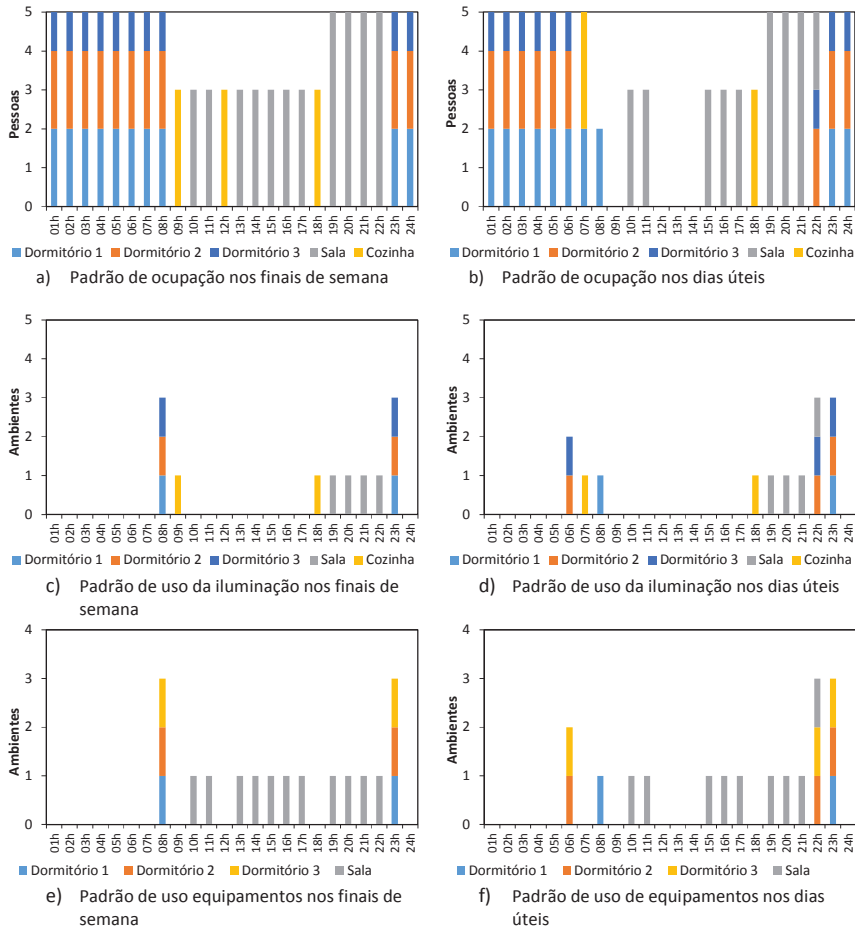 5
4
3
2
1
0
Pessoas
01h 02h 03h 04h 05h 06h 07h 08h 09h 10h 11h 12h 13h 14h 15h 16h 17h 18h 19h 20h 21h 22h 23h 24h
Dormitório 1 Dormitório 2 Dormitório 3 Sala Cozinha
a) Padrão de ocupação nos finais de semana
5
4
3
2
1
0
Pessoas
01h 02h 03h 04h 05h 06h 07h 08h 09h 10h 11h 12h 13h 14h 15h 16h 17h 18h 19h 20h 21h 22h 23h 24h
Dormitório 1 Dormitório 2 Dormitório 3 Sala Cozinha
b) Padrão de ocupação nos dias úteis
5
4
3
2
1
0
Ambientes
01h 02h 03h 04h 05h 06h 07h 08h 09h 10h 11h 12h 13h 14h 15h 16h 17h 18h 19h 20h 21h 22h 23h 24h
Dormitório 1 Dormitório 2 Dormitório 3 Sala Cozinha
c) Padrão de uso da iluminação nos finais de
semana
5
4
3
2
1
0
Ambientes
01h 02h 03h 04h 05h 06h 07h 08h 09h 10h 11h 12h 13h 14h 15h 16h 17h 18h 19h 20h 21h 22h 23h 24h
Dormitório 1 Dormitório 2 Dormitório 3 Sala Cozinha
d) Padrão de uso da iluminação nos dias úteis
4
3
2
1
0
Ambientes
01h 02h 03h 04h 05h 06h 07h 08h 09h 10h 11h 12h 13h 14h 15h 16h 17h 18h 19h 20h 21h 22h 23h 24h
Dormitório 1 Dormitório 2 Dormitório 3 Sala
e) Padrão de uso equipamentos nos finais de
semana
4
3
2
1
0
Ambientes
01h 02h 03h 04h 05h 06h 07h 08h 09h 10h 11h 12h 13h 14h 15h 16h 17h 18h 19h 20h 21h 22h 23h 24h
Dormitório 1 Dormitório 2 Dormitório 3 Sala
f) Padrão de uso de equipamentos nos dias
úteis